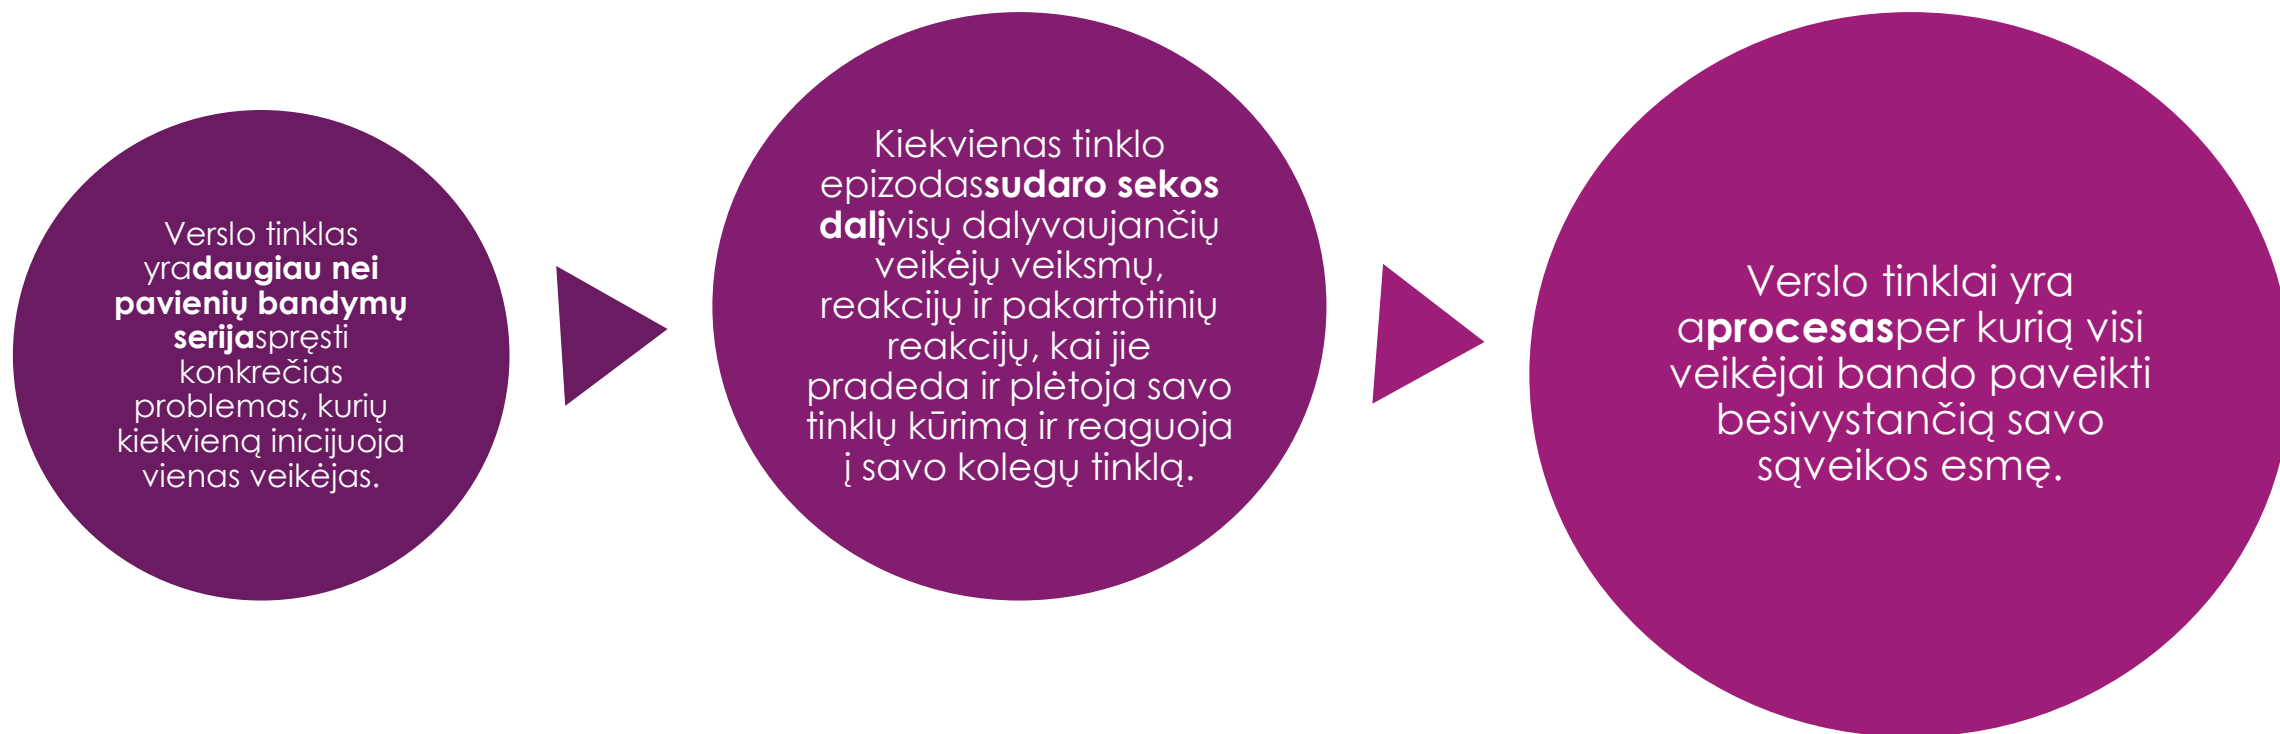 Verslo tinklas
yradaugiau nei
pavienių bandymų
serijaspręsti
konkrečias
problemas, kurių
kiekvieną inicijuoja
vienas veikėjas.
Kiekvienas tinklo
epizodassudaro sekos
dalįvisų dalyvaujančių
veikėjų veiksmų,
reakcijų ir pakartotinių
reakcijų, kai jie
pradeda ir plėtoja savo
tinklų kūrimą ir reaguoja
į savo kolegų tinklą.
Verslo tinklai yra
aprocesasper kurią visi
veikėjai bando paveikti
besivystančią savo
sąveikos esmę.